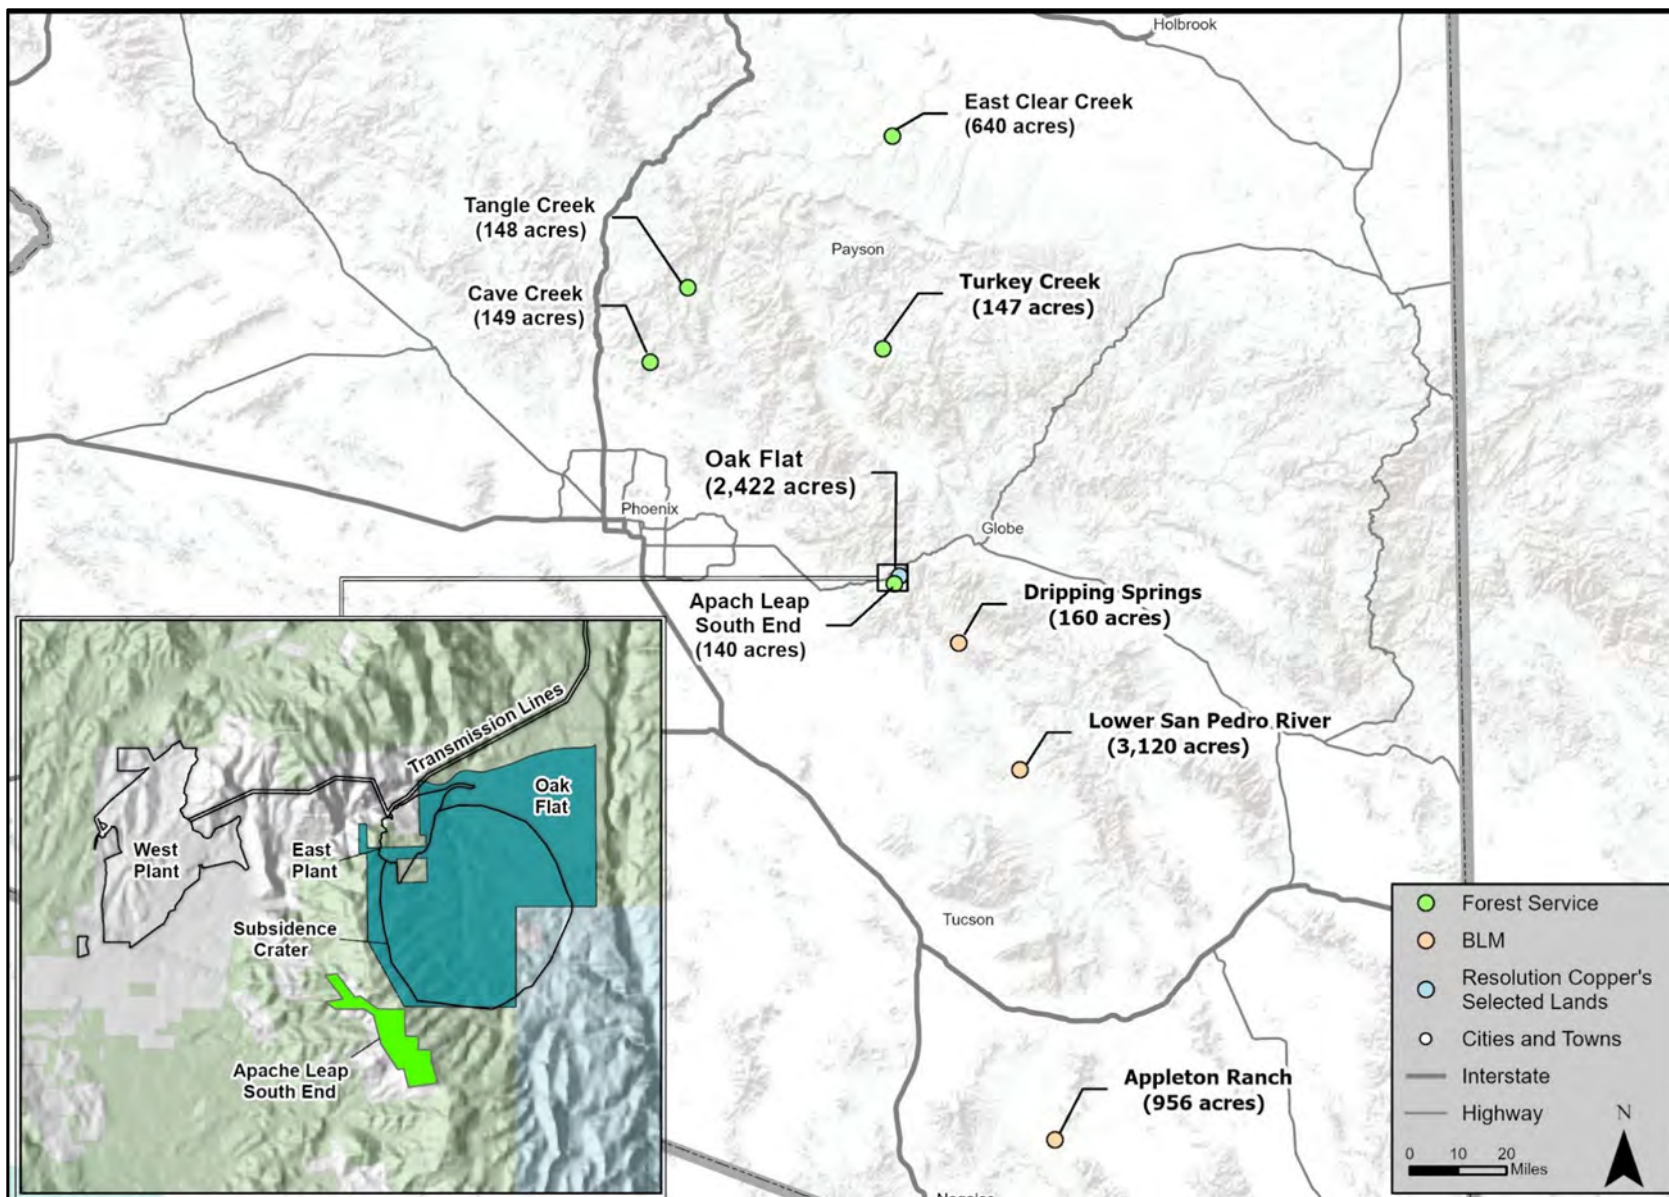 Holbrook
East Clear Creek
(640 acres)
Tangle Creek
(148 acres)
Payson
Cave Creek
(149 acres)
Turkey Creek
(147 acres)
Oak Flat
(2,422 acres)
Phoenix
Globe
Apach Leap
South End
(140 acres)
Dripping Springs
(160 acres)
Lower San Pedro River
(3,120 acres)
Tucson
Appleton Ranch
(956 acres)
Transmission Lines
Oak
Flat
West
Plant
East
Plant
Subsidence
Crater
Apache Leap
South End
Forest Service
BLM
Resolution Copper's
Selected Lands
Cities and Towns
Interstate
Highway
N
0 10 20
Miles